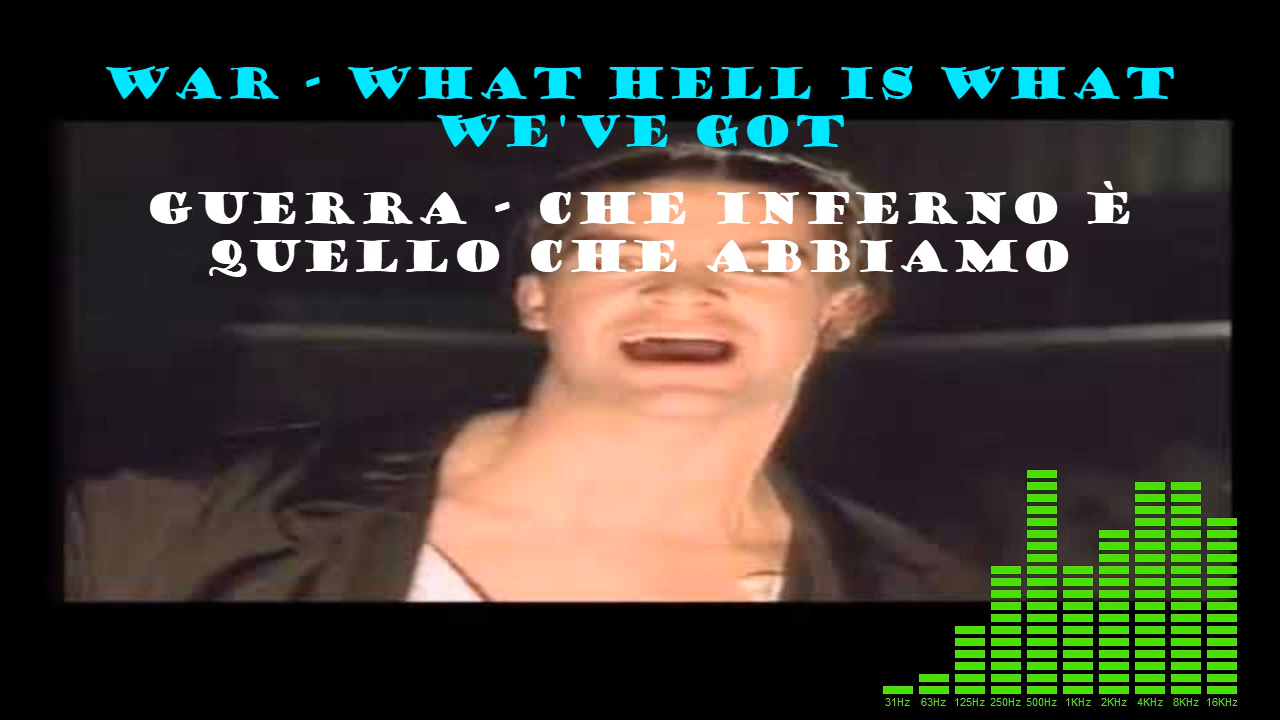 WAR - WHAT HELL IS WHAT
WE'VE GOT
GUERRA - CHE INFERNO È
QUELLO CHE ABBIAMO
31Hz 63Hz 125Hz 250Hz 500Hz 1KHz 2KHz 4KHz 8KHz 16KHz